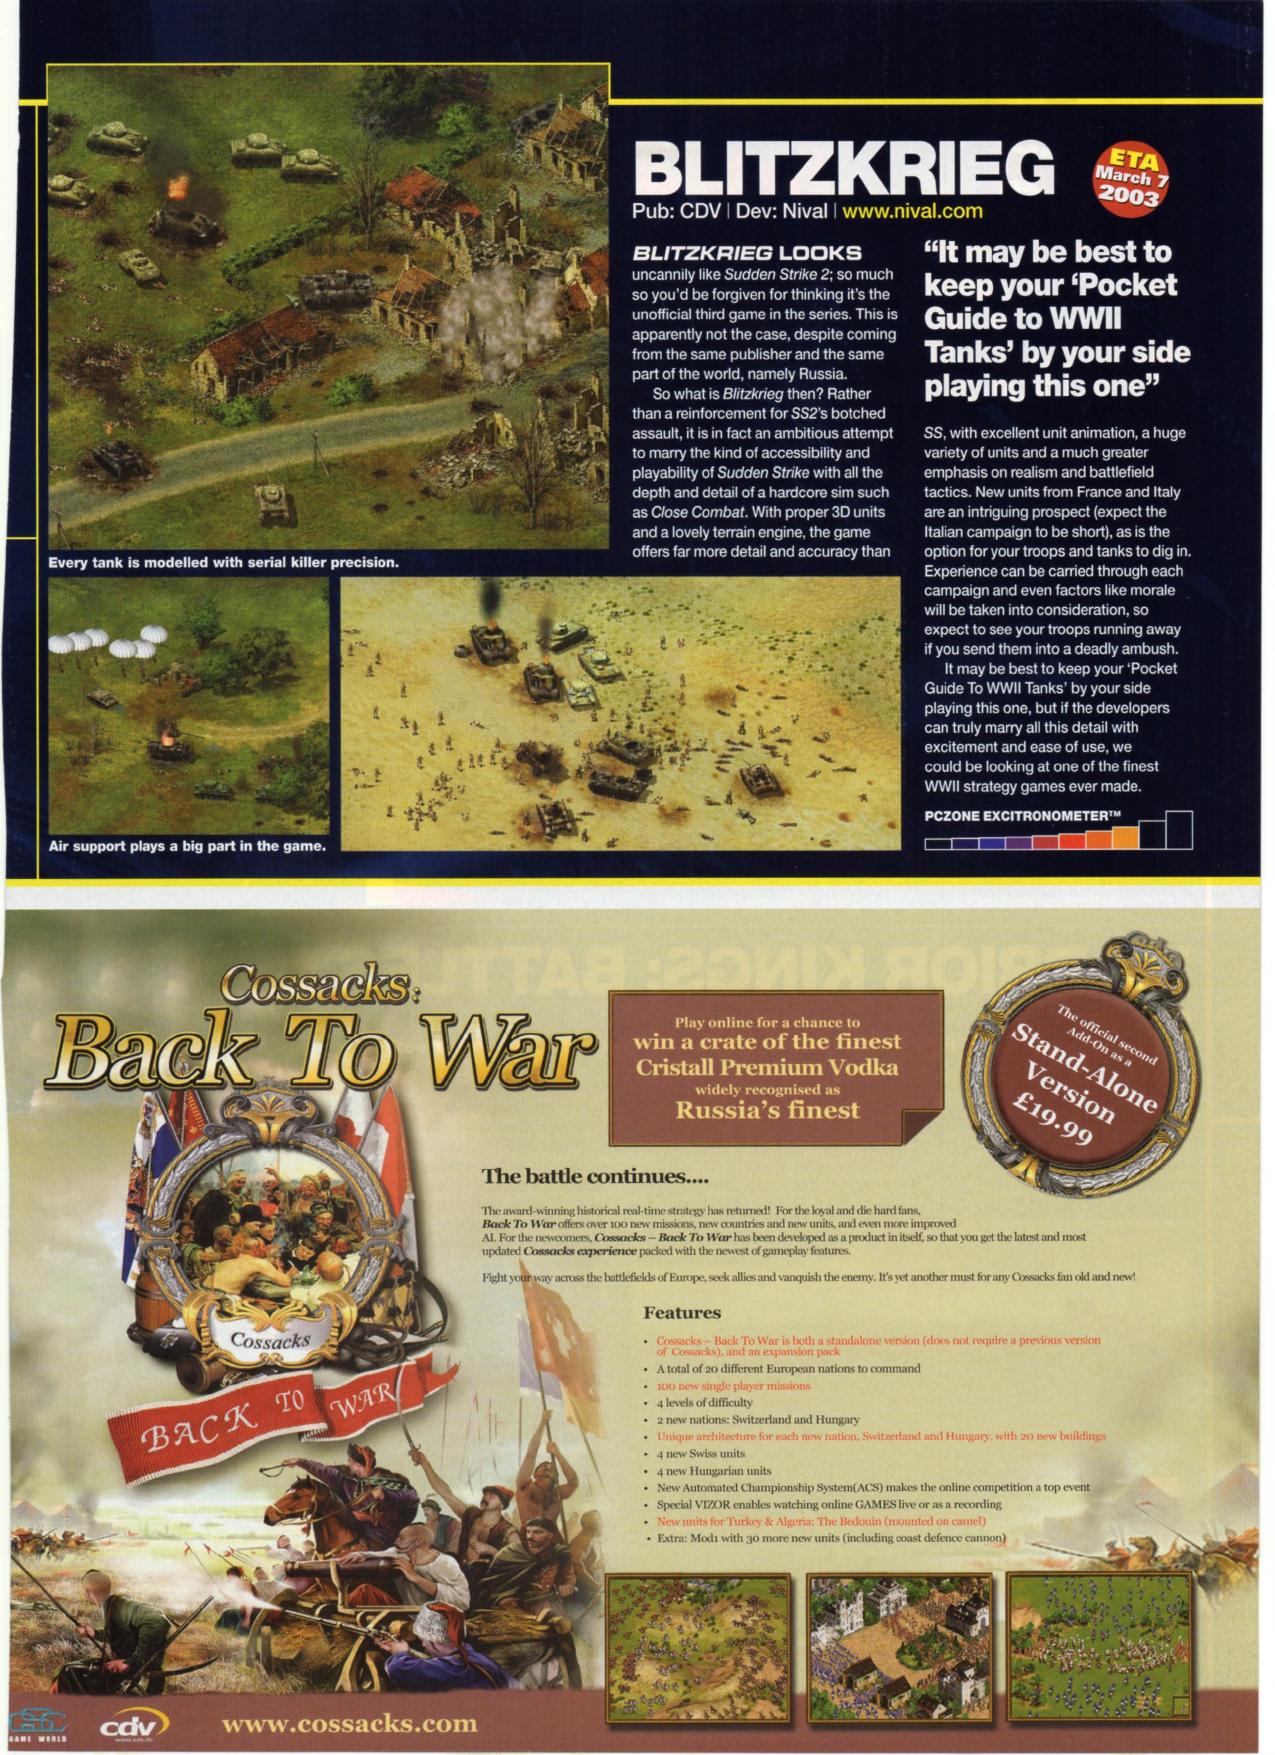 BLITZKRIEG
ETA
March 7
2003
Pub: CDV | Dev: Nival | www.nival.com
BLITZKRIEG LOOKS
uncannily like Sudden Strike 2; so much
so you'd be forgiven for thinking it's the
unofficial third game in the series. This is
apparently not the case, despite coming
from the same publisher and the same
part of the world, namely Russia.
So what is Blitzkrieg then? Rather
than a reinforcement for SS2's botched
assault, it is in fact an ambitious attempt
to marry the kind of accessibility and
playability of Sudden Strike with all the
depth and detail of a hardcore sim such
as Close Combat. With proper 3D units
and a lovely terrain engine, the game
offers far more detail and accuracy than
“It may be best to
keep your ‘Pocket
Guide to WWII
Tanks’ by your side
playing this one”
SS, with excellent unit animation, a huge
variety of units and a much greater
emphasis on realism and battlefield
tactics. New units from France and Italy
are an intriguing prospect (expect the
Italian campaign to be short), as is the
option for your troops and tanks to dig in.
Experience can be carried through each
campaign and even factors like morale
will be taken into consideration, so
expect to see your troops running away
if you send them into a deadly ambush.
It may be best to keep your ‘Pocket
Guide To WWII Tanks’ by your side
playing this one, but if the developers
can truly marry all this detail with
excitement and ease of use, we
could be looking at one of the finest
WWII strategy games ever made.
PCZONE EXCITRONOMETER™
Every tank is modelled with serial killer precision.
Air support plays a big part in the game.
Cossacks:
Back To War
Play online for a chance to
win a crate of the finest
Cristall Premium Vodka
widely recognised as
Russia's finest
The official second
Add-On as a
Stand-Alone
Version
£19.99
The battle continues....
The award-winning historical real-time strategy has returned! For the loyal and die hard fans,
Back To War offers over 100 new missions, new countries and new units, and even more improved
AI. For the newcomers, Cossacks – Back To War has been developed as a product in itself, so that you get the latest and most
updated Cossacks experience packed with the newest of gameplay features.
Fight your way across the battlefields of Europe, seek allies and vanquish the enemy. It's yet another must for any Cossacks fan old and new!
Features
• Cossacks – Back To War is both a standalone version (does not require a previous version
of Cossacks), and an expansion pack
• A total of 20 different European nations to command
• 100 new single player missions
• 4 levels of difficulty
• 2 new nations: Switzerland and Hungary
• Unique architecture for each new nation, Switzerland and Hungary, with 20 new buildings
• 4 new Swiss units
• 4 new Hungarian units
• New Automated Championship System(ACS) makes the online competition a top event
• Special VIZOR enables watching online GAMES live or as a recording
• New units for Turkey & Algeria: The Bedouin (mounted on camel)
• Extra: Mod1 with 30 more new units (including coast defence cannon)
Cossacks
BACK TO WAR
GSC
GAME WORLD
cdv
www.cdv.de
www.cossacks.com